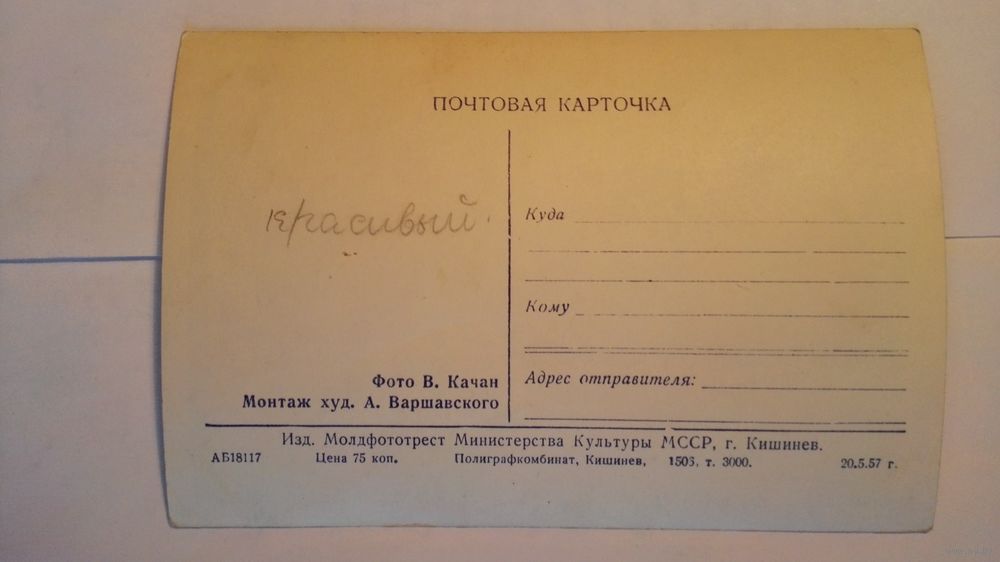 ПОЧТОВАЯ КАРТОЧКА
красивый.
Куда
Кому
Фото В. Качан
Монтаж худ. А. Варшавского
Адрес отправителя:
Изд. Молдфототрест Министерства Культуры МССР, г. Кишинев.
АБ18117 Цена 75 коп. Полиграфкомбинат, Кишинев, т. 3000. 20.5.57 г.